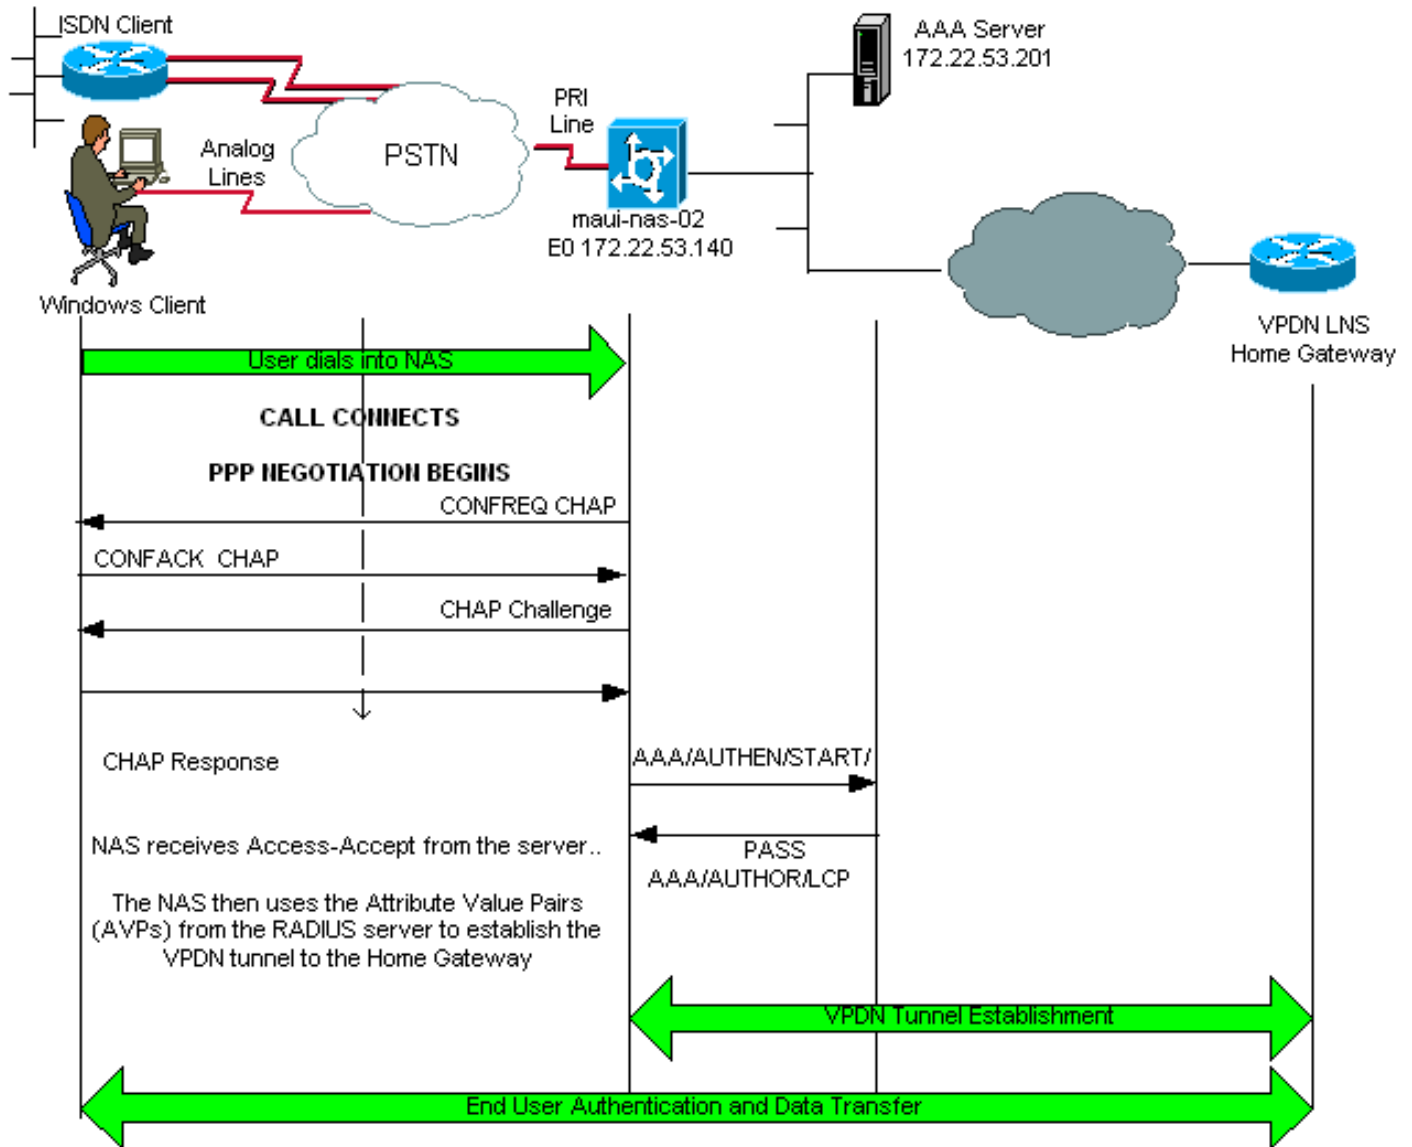 ISDN Client
AAA Server
172.22.53.201
PRI
Line
Analog
Lines
PSTN
maui-nas-02
E0 172.22.53.140
Windows Client
VPDN LNS
Home Gateway
User dials into NAS
CALL CONNECTS
PPP NEGOTIATION BEGINS
CONFREQ CHAP
CONFACK CHAP
CHAP Challenge
CHAP Response
AAA/AUTHEN/START/
NAS receives Access-Accept from the server..
PASS
AAA/AUTHOR/LCP
The NAS then uses the Attribute Value Pairs
(AVPs) from the RADIUS server to establish the
VPDN tunnel to the Home Gateway
VPDN Tunnel Establishment
End User Authentication and Data Transfer